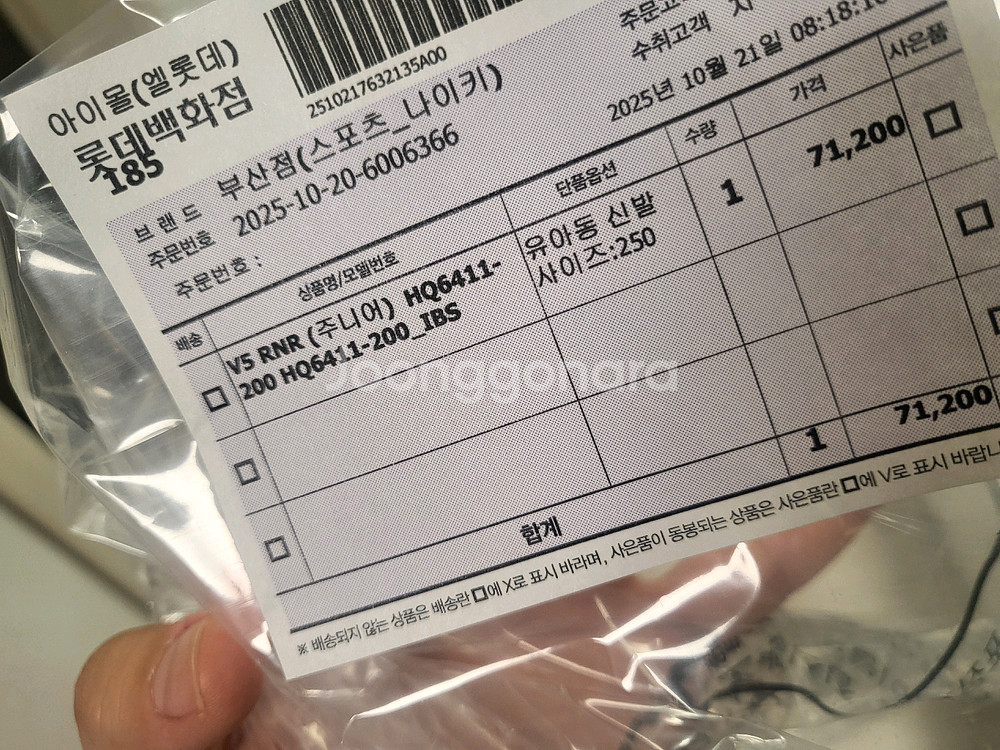 아이몰(엘롯데)
롯데백화점
185
2510217632135A00
수취고객
브 랜 드 부산점(스포츠_나이키)
주문번호 2025-10-20-6006366
주문번호 :
2025년 10월 21일 08:18:1
배송 상품명/모델번호 단품옵션 수량 가격 사은품
V5 RNR (주니어) HQ6411-
200 HQ6411-200_IBS
유아동 신발
사이즈:250
1 71,200
합계 1 71,200
※ 배송되지 않는 상품은 배송란 □에 X로 표시 바라며, 사은품이 동봉되는 상품은 사은품란 □에 V로 표시 바랍니
Joonggonara